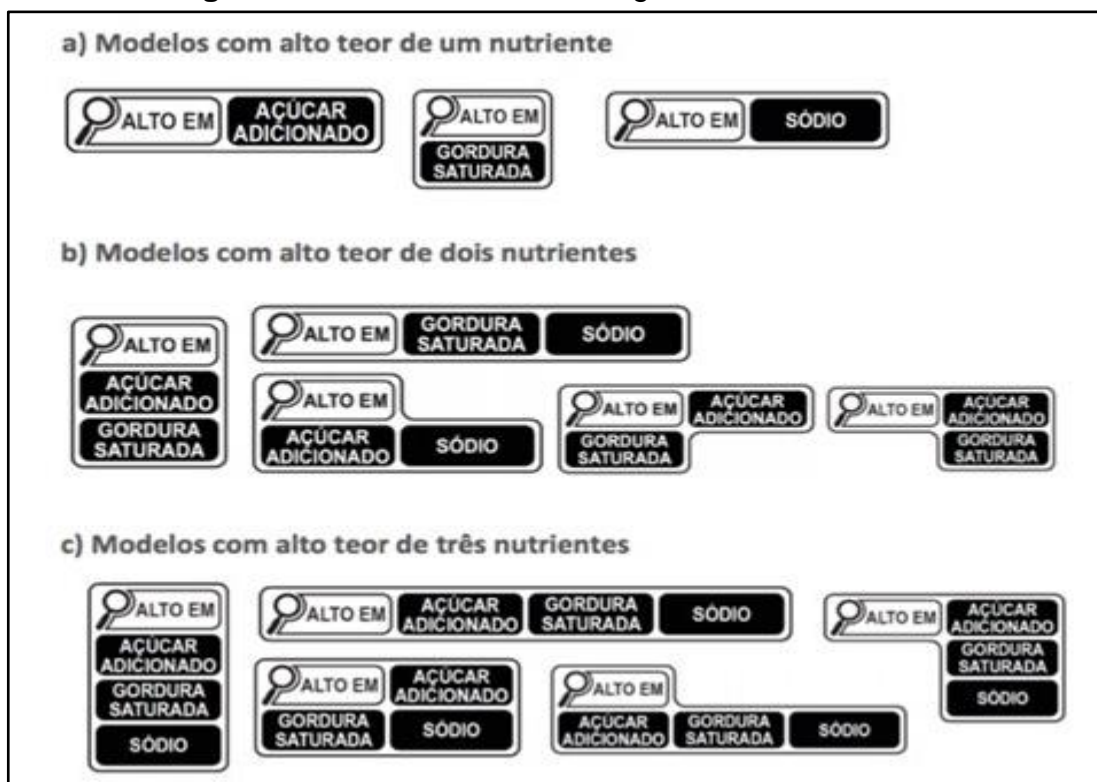 a) Modelos com alto teor de um nutriente
ALTO EM
AÇÚCAR
ADICIONADO
ALTO EM
GORDURA
SATURADA
ALTO EM
SÓDIO
b) Modelos com alto teor de dois nutrientes
ALTO EM
AÇÚCAR
ADICIONADO
GORDURA
SATURADA
ALTO EM
GORDURA
SATURADA
SÓDIO
ALTO EM
AÇÚCAR
ADICIONADO
SÓDIO
ALTO EM
AÇÚCAR
ADICIONADO
GORDURA
SATURADA
ALTO EM
AÇÚCAR
ADICIONADO
GORDURA
SATURADA
c) Modelos com alto teor de três nutrientes
ALTO EM
AÇÚCAR
ADICIONADO
GORDURA
SATURADA
SÓDIO
ALTO EM
AÇÚCAR
ADICIONADO
GORDURA
SATURADA
SÓDIO
ALTO EM
AÇÚCAR
ADICIONADO
GORDURA
SATURADA
SÓDIO
ALTO EM
AÇÚCAR
ADICIONADO
GORDURA
SATURADA
SÓDIO
ALTO EM
AÇÚCAR
ADICIONADO
GORDURA
SATURADA
SÓDIO